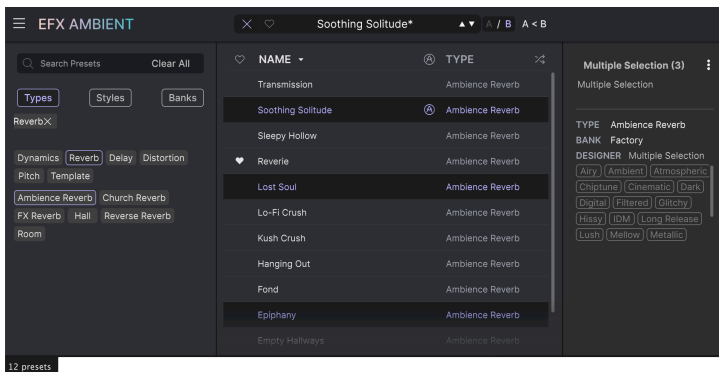 EFX AMBIENT
Soothing Solitude*
A / B A < B
Search Presets Clear All
Types Styles Banks
Reverb
Dynamics Reverb Delay Distortion
Pitch Template
Ambience Reverb Church Reverb
FX Reverb Hall Reverse Reverb
Room
NAME TYPE
Transmission Ambience Reverb
Soothing Solitude Ambience Reverb
Sleepy Hollow Ambience Reverb
Reverie Ambience Reverb
Lost Soul Ambience Reverb
Lo-Fi Crush Ambience Reverb
Kush Crush Ambience Reverb
Hanging Out Ambience Reverb
Fond Ambience Reverb
Epiphany Ambience Reverb
Empty Hallways Ambience Reverb
Multiple Selection (3)
Multiple Selection
TYPE Ambience Reverb
BANK Factory
DESIGNER Multiple Selection
Airy Ambient Atmospheric
Chiptune Cinematic Dark
Digital Filtered Glitchy
Hissy IDM Long Release
Lush Mellow Metallic
12 presets